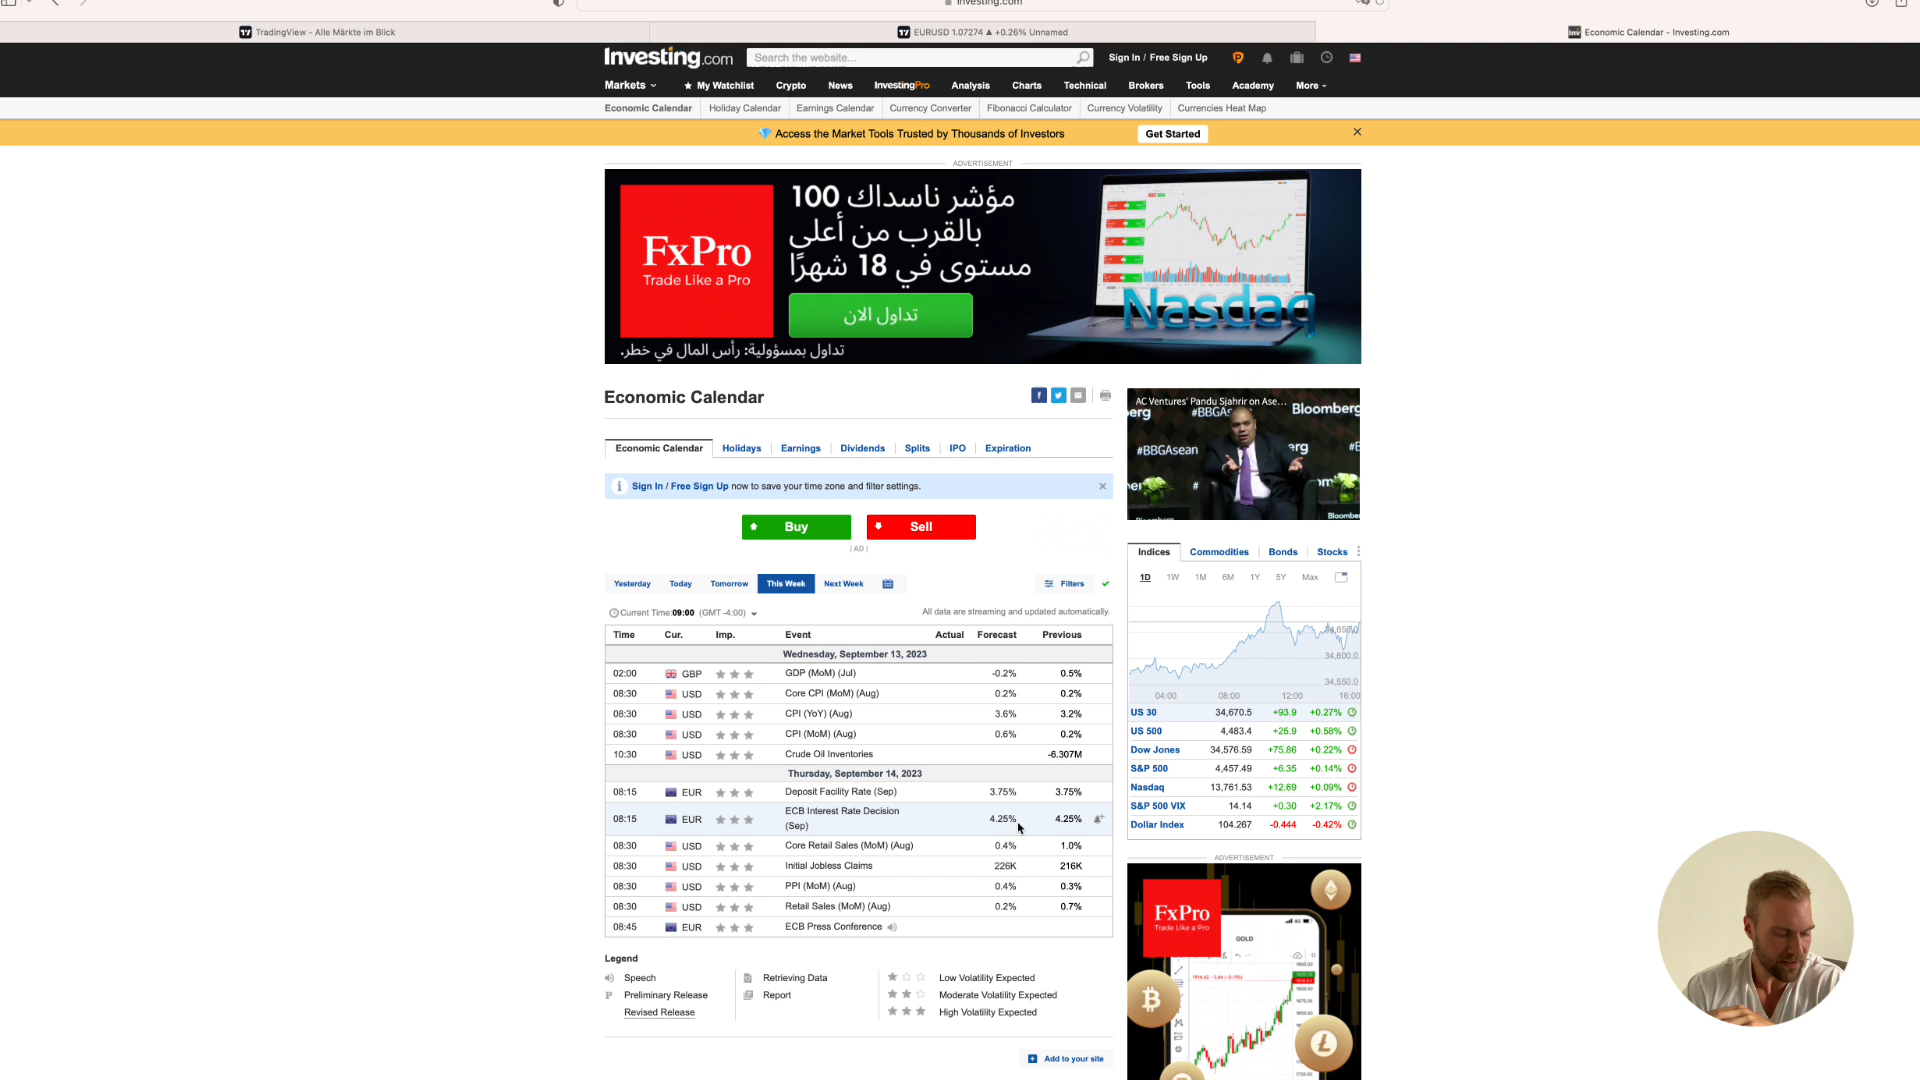 investing.com
TradingView - Alle Märkte im Blick
EURUSD 1.07274 ▲ +0.26% Unnamed
Economic Calendar - Investing.com
Investing.com
Search the website...
Sign In / Free Sign Up
Markets
My Watchlist
Crypto
News
InvestingPro
Analysis
Charts
Technical
Brokers
Tools
Academy
More
Economic Calendar
Holiday Calendar
Earnings Calendar
Currency Converter
Fibonacci Calculator
Currency Volatility
Currencies Heat Map
Access the Market Tools Trusted by Thousands of Investors
Get Started
ADVERTISEMENT
FxPro
Trade Like a Pro
مؤشر ناسداك 100
بالقرب من أعلى
مستوى في 18 شهرًا
تداول الان
تداول بمسؤولية: رأس المال في خطر.
Nasdaq
Economic Calendar
Economic Calendar
Holidays
Earnings
Dividends
Splits
IPO
Expiration
Sign In / Free Sign Up now to save your time zone and filter settings.
Buy
Sell
| AD |
Yesterday
Today
Tomorrow
This Week
Next Week
Filters
Current Time:09:00 (GMT -4:00)
All data are streaming and updated automatically.
Time Cur. Imp. Event Actual Forecast Previous
Wednesday, September 13, 2023
02:00 GBP GDP (MoM) (Jul) -0.2% 0.5%
08:30 USD Core CPI (MoM) (Aug) 0.2% 0.2%
08:30 USD CPI (YoY) (Aug) 3.6% 3.2%
08:30 USD CPI (MoM) (Aug) 0.6% 0.2%
10:30 USD Crude Oil Inventories -6.307M
Thursday, September 14, 2023
08:15 EUR Deposit Facility Rate (Sep) 3.75% 3.75%
08:15 EUR ECB Interest Rate Decision 4.25% 4.25%
(Sep)
08:30 USD Core Retail Sales (MoM) (Aug) 0.4% 1.0%
08:30 USD Initial Jobless Claims 226K 216K
08:30 USD PPI (MoM) (Aug) 0.4% 0.3%
08:30 USD Retail Sales (MoM) (Aug) 0.2% 0.7%
08:45 EUR ECB Press Conference
Legend
Speech
Preliminary Release
Revised Release
Retrieving Data
Report
Low Volatility Expected
Moderate Volatility Expected
High Volatility Expected
Add to your site
AC Ventures' Pandu Sjahrir on Ase...
#BBGAsean
Bloomberg
#BBGAsean
Bloomberg
Indices
Commodities
Bonds
Stocks
1D 1W 1M 6M 1Y 5Y Max
34,650.0
34,600.0
34,550.0
04:00 08:00 12:00 16:00
US 30 34,670.5 +93.9 +0.27%
US 500 4,483.4 +25.9 +0.58%
Dow Jones 34,576.59 +75.86 +0.22%
S&P 500 4,457.49 +6.35 +0.14%
Nasdaq 13,761.53 +12.69 +0.09%
S&P 500 VIX 14.14 +0.30 +2.17%
Dollar Index 104.267 -0.444 -0.42%
ADVERTISEMENT
FxPro
Trade Like a Pro
GOLD